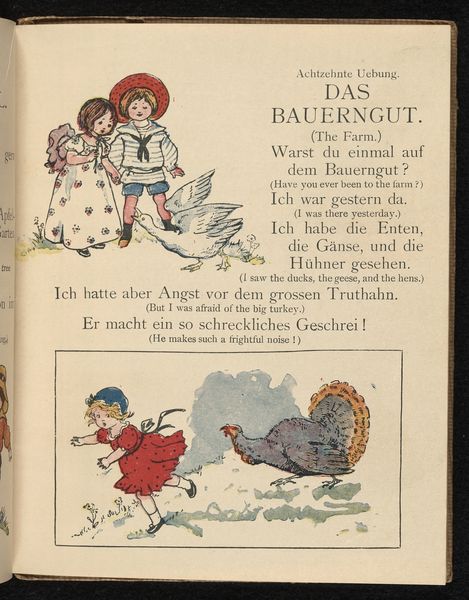 Achtzehnte Uebung.
DAS
BAUERNGUT.
(The Farm.)
Warst du einmal auf
dem Bauerngut?
(Have you ever been to the farm?)
Ich war gestern da.
(I was there yesterday.)
Ich habe die Enten,
die Gänse, und die
Hühner gesehen.
(I saw the ducks, the geese, and the hens.)
Ich hatte aber Angst vor dem grossen Truthahn.
(But I was afraid of the big turkey.)
Er macht ein so schreckliches Geschrei!
(He makes such a frightful noise!)
tree